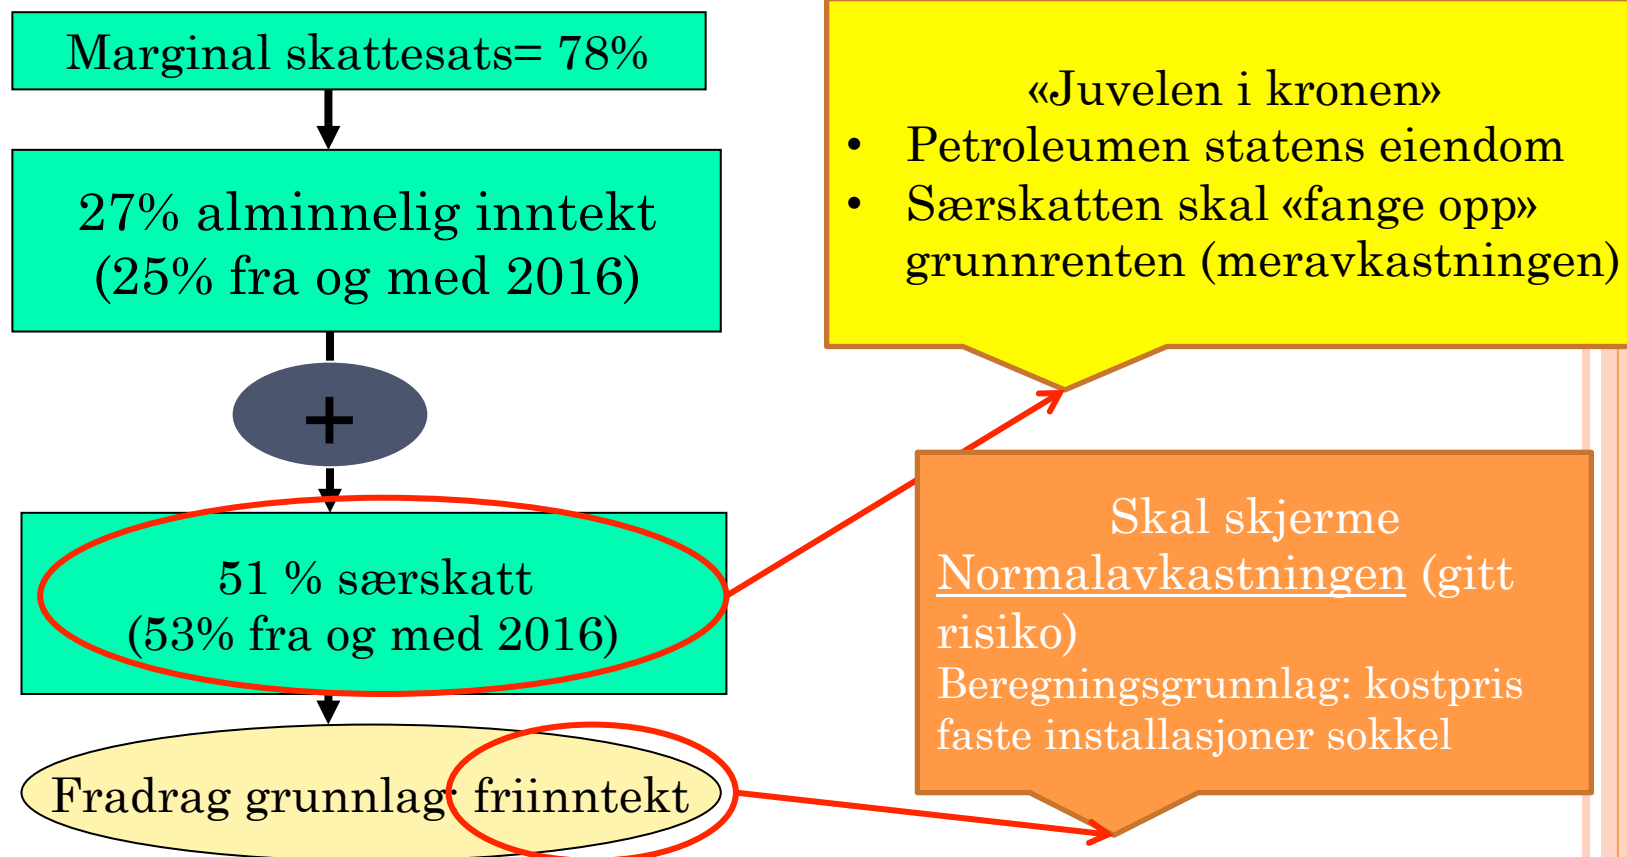 Marginal skattesats= 78%
27% alminnelig inntekt
(25% fra og med 2016)
+
51 % særskatt
(53% fra og med 2016)
Fradrag grunnlag: friinntekt
«Juvelen i kronen»
• Petroleumen statens eiendom
• Særskatten skal «fange opp»
grunnrenten (meravkastningen)
Skal skjerme
Normalavkastningen (gitt
risiko)
Beregningsgrunnlag: kostpris
faste installasjoner sokkel